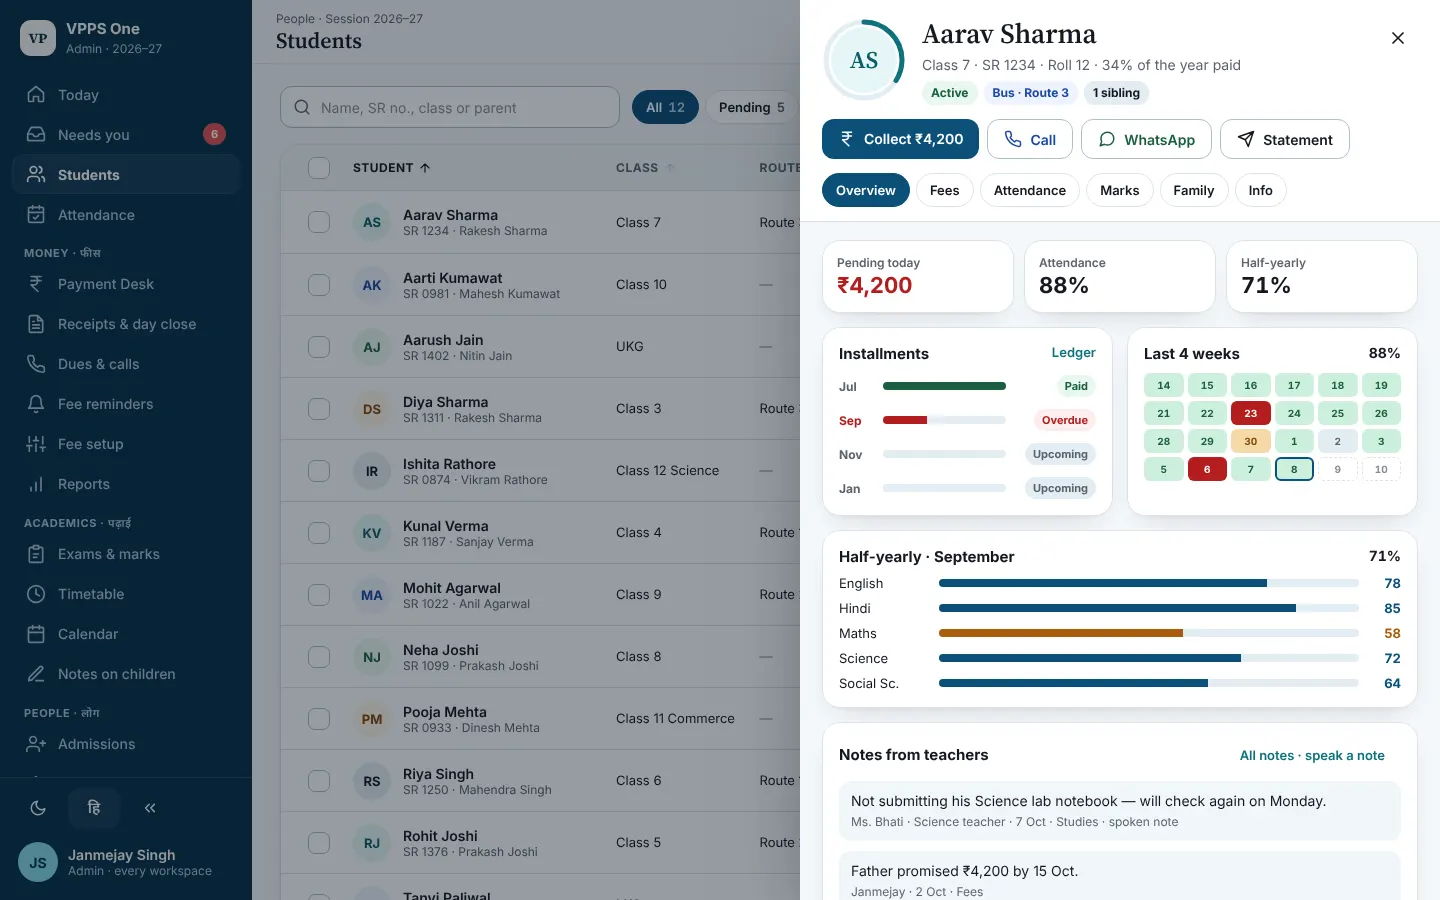 VP
VPPS One
Admin · 2026–27
Today
Needs you 6
Students
Attendance
MONEY · फीस
Payment Desk
Receipts & day close
Dues & calls
Fee reminders
Fee setup
Reports
ACADEMICS · पढ़ाई
Exams & marks
Timetable
Calendar
Notes on children
PEOPLE · लोग
Admissions
हि
JS
Janmejay Singh
Admin · every workspace
People · Session 2026–27
Students
Name, SR no., class or parent
All 12
Pending 5
STUDENT CLASS ROUTE
AS Aarav Sharma Class 7 Route
SR 1234 · Rakesh Sharma
AK Aarti Kumawat Class 10 —
SR 0981 · Mahesh Kumawat
AJ Aarush Jain UKG —
SR 1402 · Nitin Jain
DS Diya Sharma Class 3 Route
SR 1311 · Rakesh Sharma
IR Ishita Rathore Class 12 Science —
SR 0874 · Vikram Rathore
KV Kunal Verma Class 4 Route
SR 1187 · Sanjay Verma
MA Mohit Agarwal Class 9 Route
SR 1022 · Anil Agarwal
NJ Neha Joshi Class 8 —
SR 1099 · Prakash Joshi
PM Pooja Mehta Class 11 Commerce —
SR 0933 · Dinesh Mehta
RS Riya Singh Class 6 Route
SR 1250 · Mahendra Singh
RJ Rohit Joshi Class 5 Route
SR 1376 · Prakash Joshi
Tanvi Paliwal
AS
Aarav Sharma
Class 7 · SR 1234 · Roll 12 · 34% of the year paid
Active Bus · Route 3 1 sibling
₹ Collect ₹4,200 Call WhatsApp Statement
Overview Fees Attendance Marks Family Info
Pending today
₹4,200
Attendance
88%
Half-yearly
71%
Installments Ledger
Jul Paid
Sep Overdue
Nov Upcoming
Jan Upcoming
Last 4 weeks 88%
14 15 16 17 18 19
21 22 23 24 25 26
28 29 30 1 2 3
5 6 7 8 9 10
Half-yearly · September 71%
English 78
Hindi 85
Maths 58
Science 72
Social Sc. 64
Notes from teachers All notes · speak a note
Not submitting his Science lab notebook — will check again on Monday.
Ms. Bhati · Science teacher · 7 Oct · Studies · spoken note
Father promised ₹4,200 by 15 Oct.
Janmejay · 2 Oct · Fees